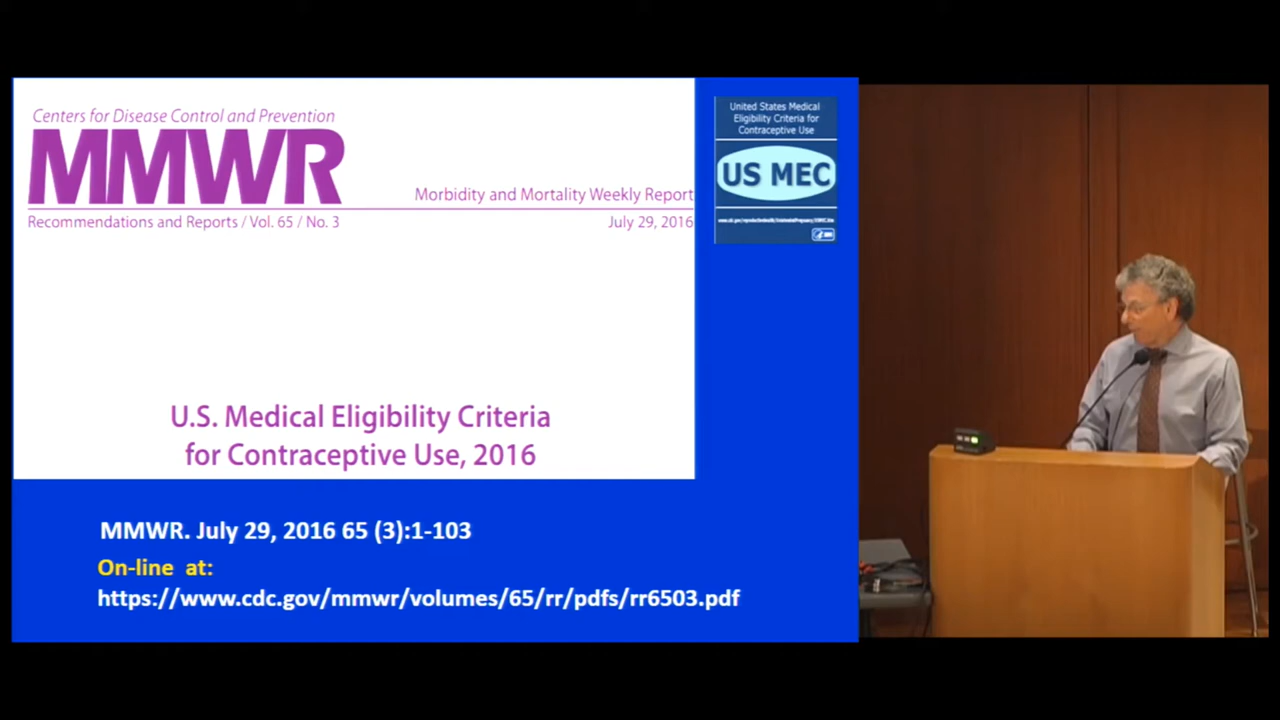 Centers for Disease Control and Prevention
MMWR
Morbidity and Mortality Weekly Report
Recommendations and Reports / Vol. 65 / No. 3
July 29, 2016
U.S. Medical Eligibility Criteria
for Contraceptive Use, 2016
United States Medical
Eligibility Criteria for
Contraceptive Use
US MEC
MMWR. July 29, 2016 65 (3):1-103
On-line at:
https://www.cdc.gov/mmwr/volumes/65/rr/pdfs/rr6503.pdf